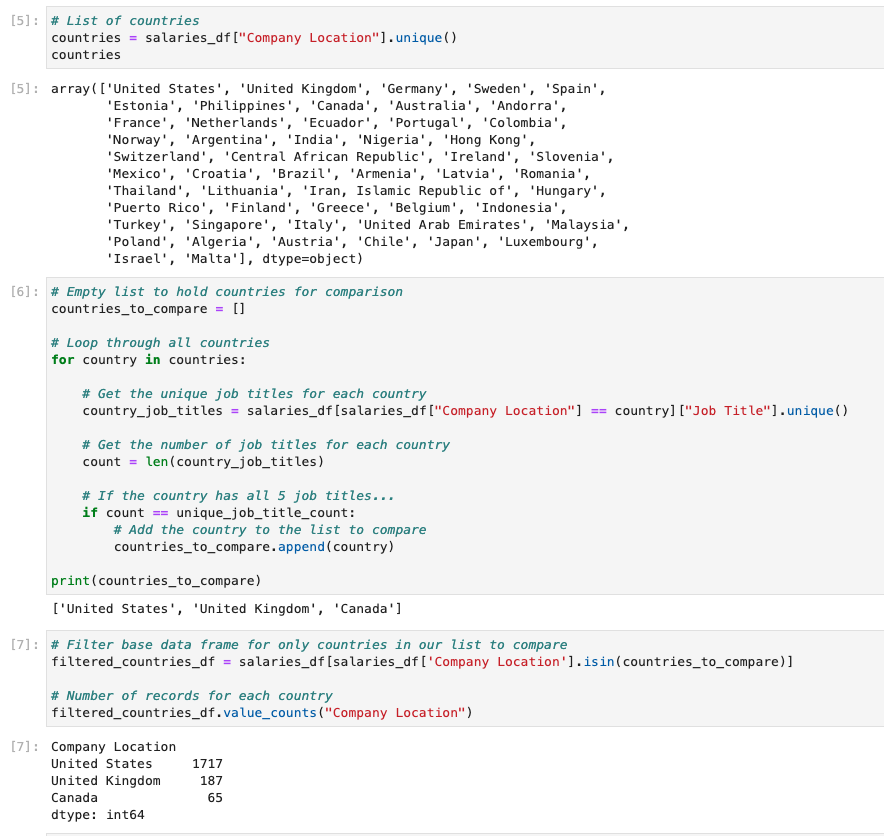 [5]: # List of countries
countries = salaries_df["Company Location"].unique()
countries
[5]: array(['United States', 'United Kingdom', 'Germany', 'Sweden', 'Spain',
'Estonia', 'Philippines', 'Canada', 'Australia', 'Andorra',
'France', 'Netherlands', 'Ecuador', 'Portugal', 'Colombia',
'Norway', 'Argentina', 'India', 'Nigeria', 'Hong Kong',
'Switzerland', 'Central African Republic', 'Ireland', 'Slovenia',
'Mexico', 'Croatia', 'Brazil', 'Armenia', 'Latvia', 'Romania',
'Thailand', 'Lithuania', 'Iran, Islamic Republic of', 'Hungary',
'Puerto Rico', 'Finland', 'Greece', 'Belgium', 'Indonesia',
'Turkey', 'Singapore', 'Italy', 'United Arab Emirates', 'Malaysia',
'Poland', 'Algeria', 'Austria', 'Chile', 'Japan', 'Luxembourg',
'Israel', 'Malta'], dtype=object)
[6]: # Empty list to hold countries for comparison
countries_to_compare = []
# Loop through all countries
for country in countries:
# Get the unique job titles for each country
country_job_titles = salaries_df[salaries_df["Company Location"] == country]["Job Title"].unique()
# Get the number of job titles for each country
count = len(country_job_titles)
# If the country has all 5 job titles...
if count == unique_job_title_count:
# Add the country to the list to compare
countries_to_compare.append(country)
print(countries_to_compare)
['United States', 'United Kingdom', 'Canada']
[7]: # Filter base data frame for only countries in our list to compare
filtered_countries_df = salaries_df[salaries_df['Company Location'].isin(countries_to_compare)]
# Number of records for each country
filtered_countries_df.value_counts("Company Location")
[7]: Company Location
United States 1717
United Kingdom 187
Canada 65
dtype: int64